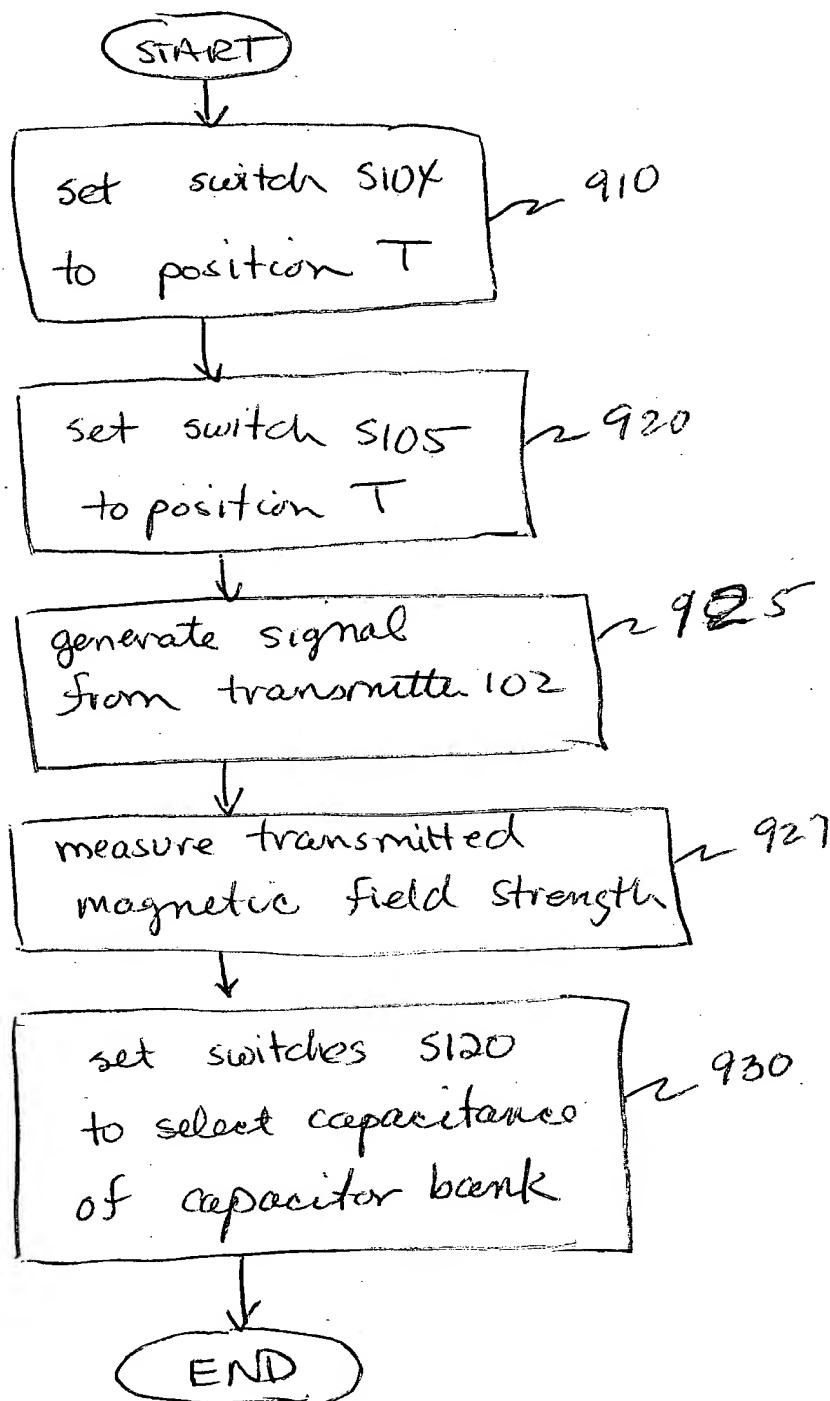 START
set switch S104
to position T
910
set switch S105
to position T
920
generate signal
from transmitter 102
925
measure transmitted
magnetic field strength
927
set switches S120
to select capacitance
of capacitor bank
930
END